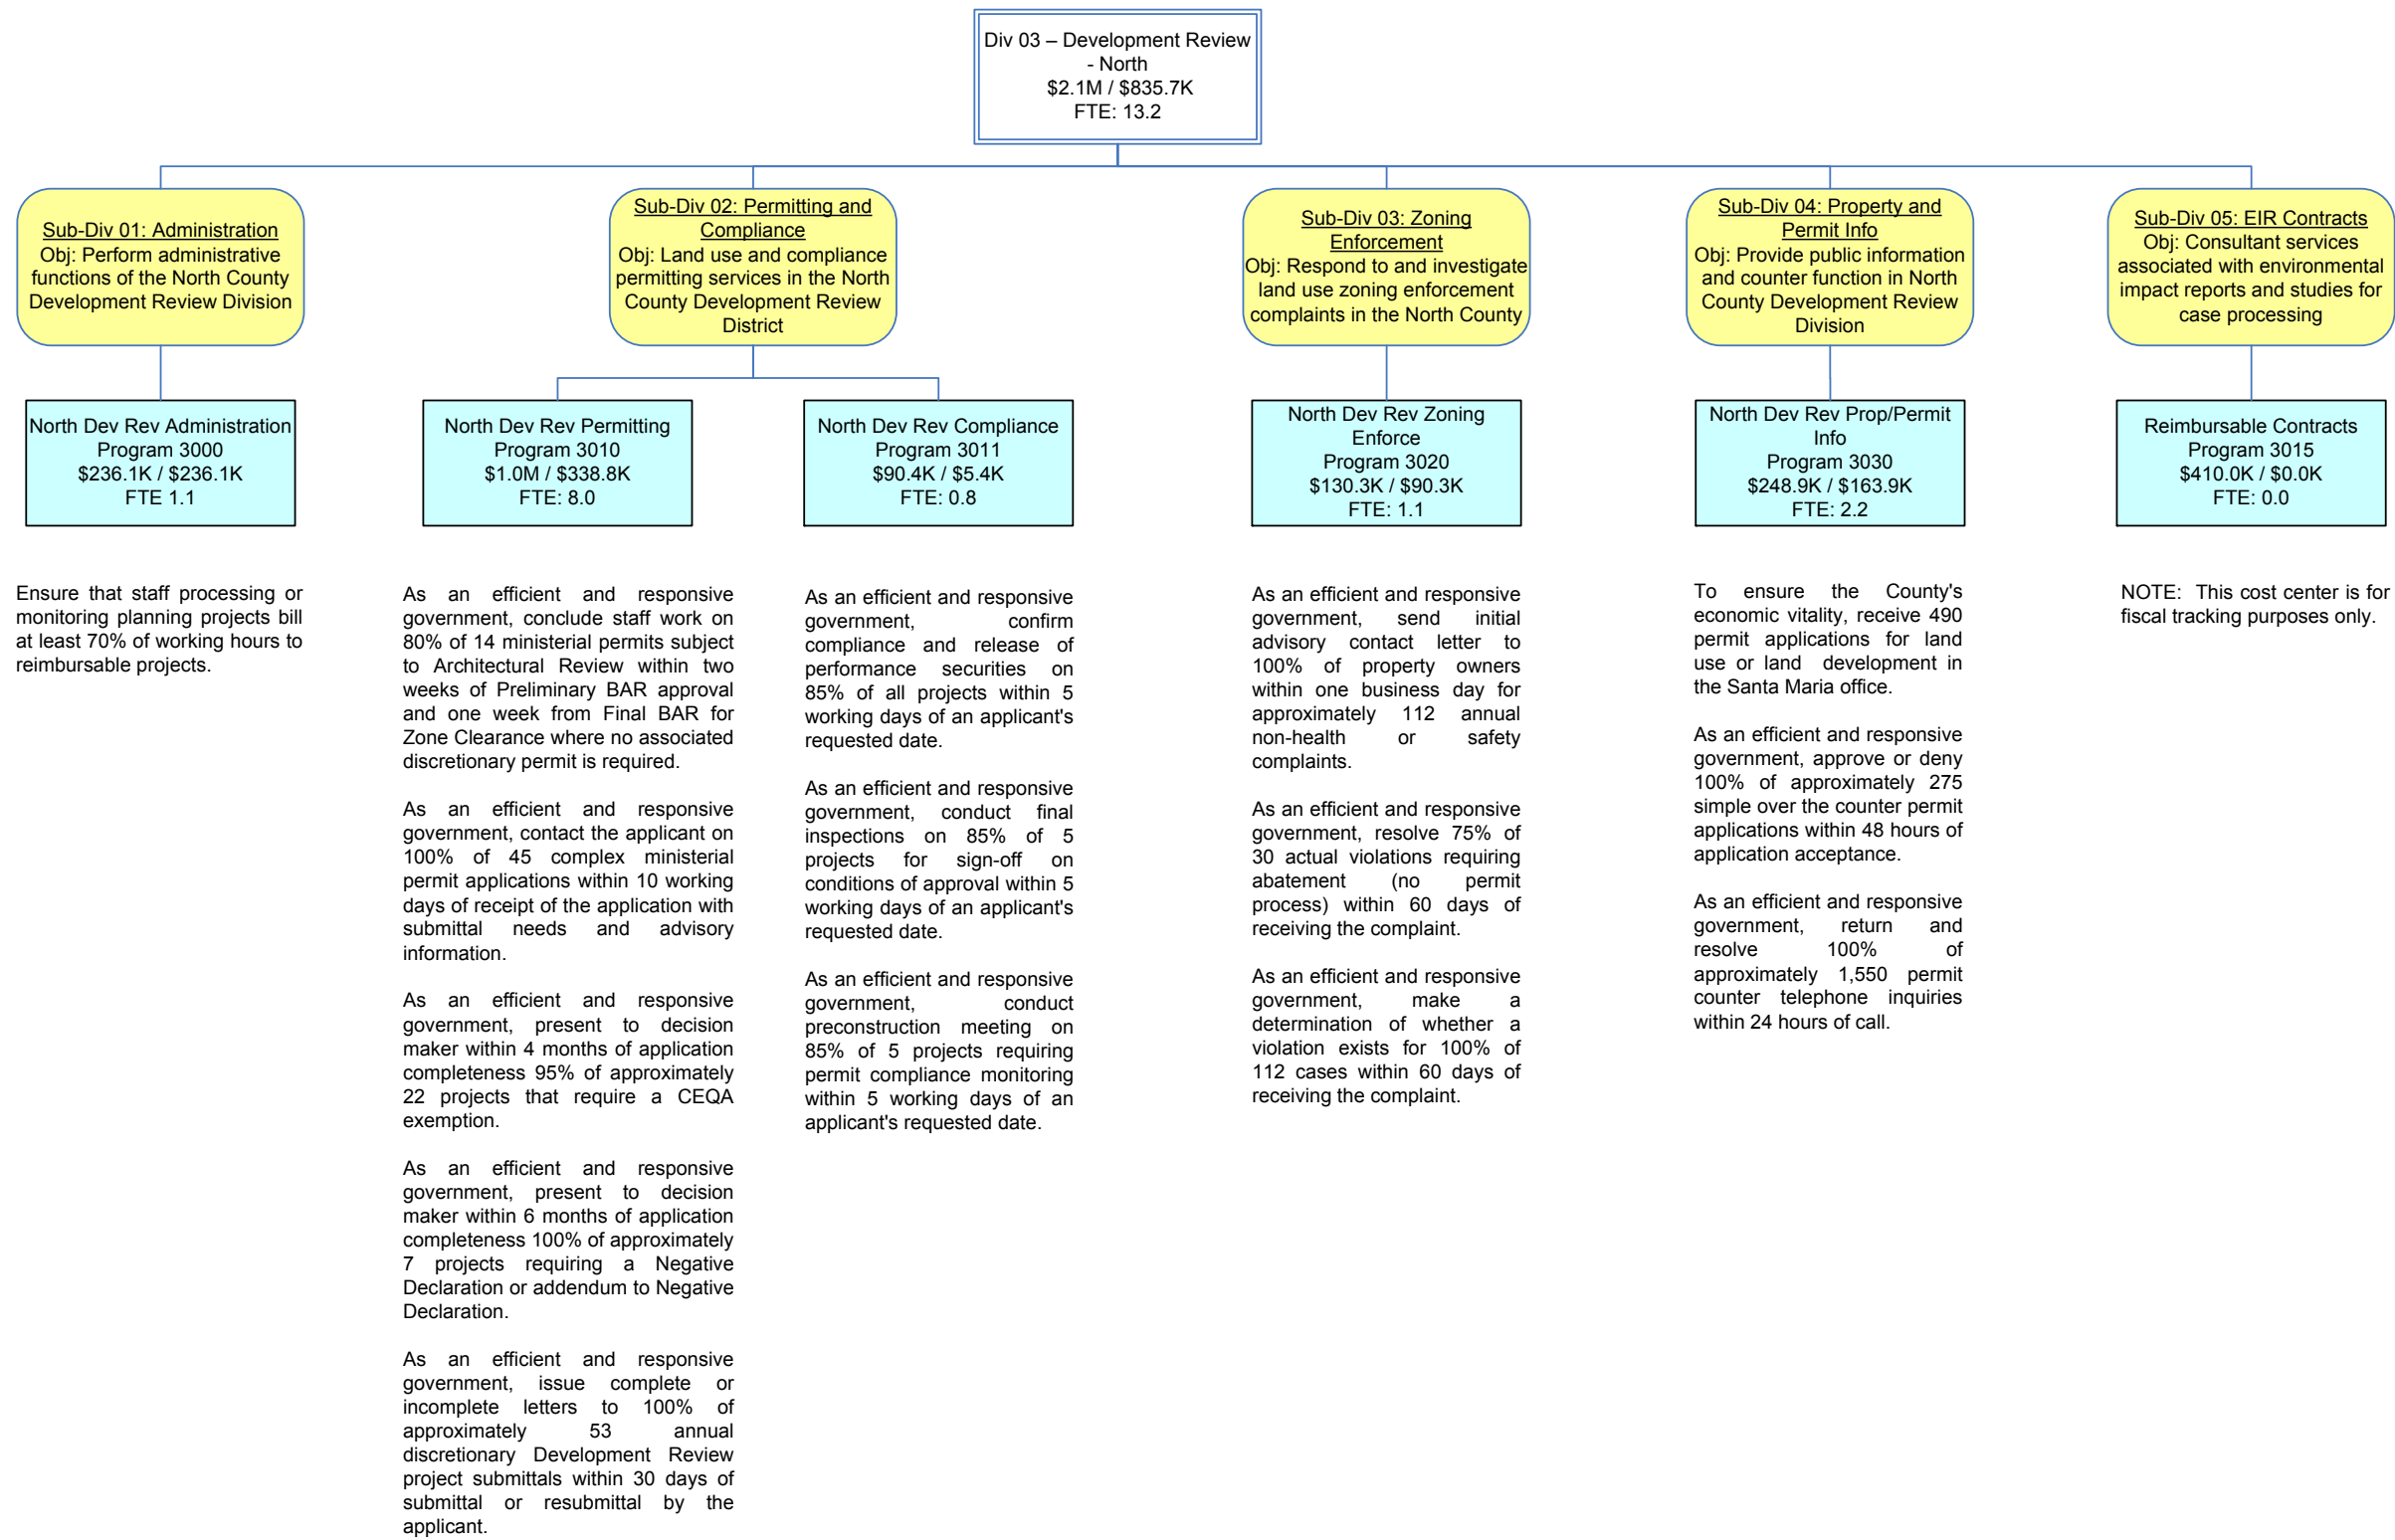 Div 03 – Development Review
- North
$2.1M / $835.7K
FTE: 13.2
Sub-Div 01: Administration
Obj: Perform administrative
functions of the North County
Development Review Division
Sub-Div 02: Permitting and
Compliance
Obj: Land use and compliance
permitting services in the North
County Development Review
District
Sub-Div 03: Zoning
Enforcement
Obj: Respond to and investigate
land use zoning enforcement
complaints in the North County
Sub-Div 04: Property and
Permit Info
Obj: Provide public information
and counter function in North
County Development Review
Division
Sub-Div 05: EIR Contracts
Obj: Consultant services
associated with environmental
impact reports and studies for
case processing
North Dev Rev Administration
Program 3000
$236.1K / $236.1K
FTE 1.1
North Dev Rev Permitting
Program 3010
$1.0M / $338.8K
FTE: 8.0
North Dev Rev Compliance
Program 3011
$90.4K / $5.4K
FTE: 0.8
North Dev Rev Zoning
Enforce
Program 3020
$130.3K / $90.3K
FTE: 1.1
North Dev Rev Prop/Permit
Info
Program 3030
$248.9K / $163.9K
FTE: 2.2
Reimbursable Contracts
Program 3015
$410.0K / $0.0K
FTE: 0.0
Ensure that staff processing or
monitoring planning projects bill
at least 70% of working hours to
reimbursable projects.
As an efficient and responsive
government, conclude staff work on
80% of 14 ministerial permits subject
to Architectural Review within two
weeks of Preliminary BAR approval
and one week from Final BAR for
Zone Clearance where no associated
discretionary permit is required.
As an efficient and responsive
government, contact the applicant on
100% of 45 complex ministerial
permit applications within 10 working
days of receipt of the application with
submittal needs and advisory
information.
As an efficient and responsive
government, present to decision
maker within 4 months of application
completeness 95% of approximately
22 projects that require a CEQA
exemption.
As an efficient and responsive
government, present to decision
maker within 6 months of application
completeness 100% of approximately
7 projects requiring a Negative
Declaration or addendum to Negative
Declaration.
As an efficient and responsive
government, issue complete or
incomplete letters to 100% of
approximately 53 annual
discretionary Development Review
project submittals within 30 days of
submittal or resubmittal by the
applicant.
As an efficient and responsive
government, confirm
compliance and release of
performance securities on
85% of all projects within 5
working days of an applicant's
requested date.
As an efficient and responsive
government, conduct final
inspections on 85% of 5
projects for sign-off on
conditions of approval within 5
working days of an applicant's
requested date.
As an efficient and responsive
government, conduct
preconstruction meeting on
85% of 5 projects requiring
permit compliance monitoring
within 5 working days of an
applicant's requested date.
As an efficient and responsive
government, send initial
advisory contact letter to
100% of property owners
within one business day for
approximately 112 annual
non-health or safety
complaints.
As an efficient and responsive
government, resolve 75% of
30 actual violations requiring
abatement (no permit
process) within 60 days of
receiving the complaint.
As an efficient and responsive
government, make a
determination of whether a
violation exists for 100% of
112 cases within 60 days of
receiving the complaint.
To ensure the County's
economic vitality, receive 490
permit applications for land
use or land development in
the Santa Maria office.
As an efficient and responsive
government, approve or deny
100% of approximately 275
simple over the counter permit
applications within 48 hours of
application acceptance.
As an efficient and responsive
government, return and
resolve 100% of
approximately 1,550 permit
counter telephone inquiries
within 24 hours of call.
NOTE: This cost center is for
fiscal tracking purposes only.